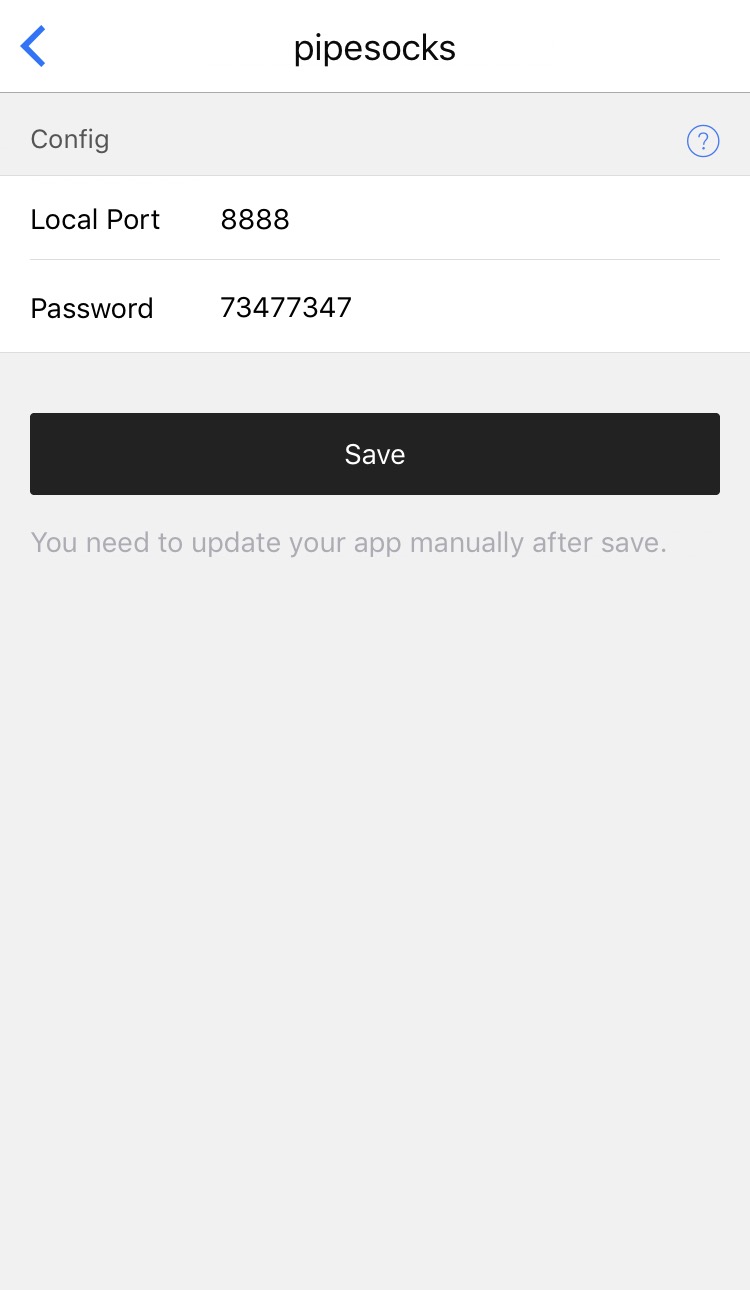 pipesocks
Config
?
Local Port 8888
Password 73477347
Save
You need to update your app manually after save.